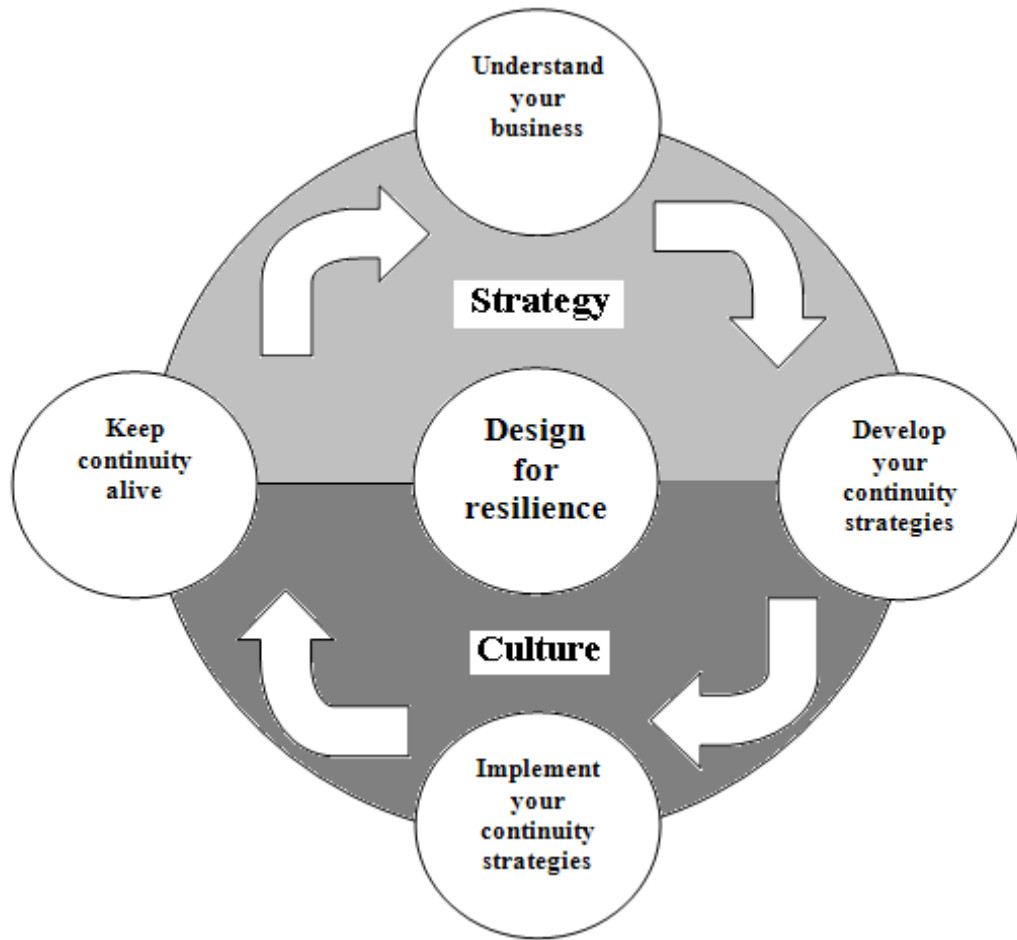 Understand
your
business
Strategy
Keep
continuity
alive
Design
for
resilience
Develop
your
continuity
strategies
Culture
Implement
your
continuity
strategies